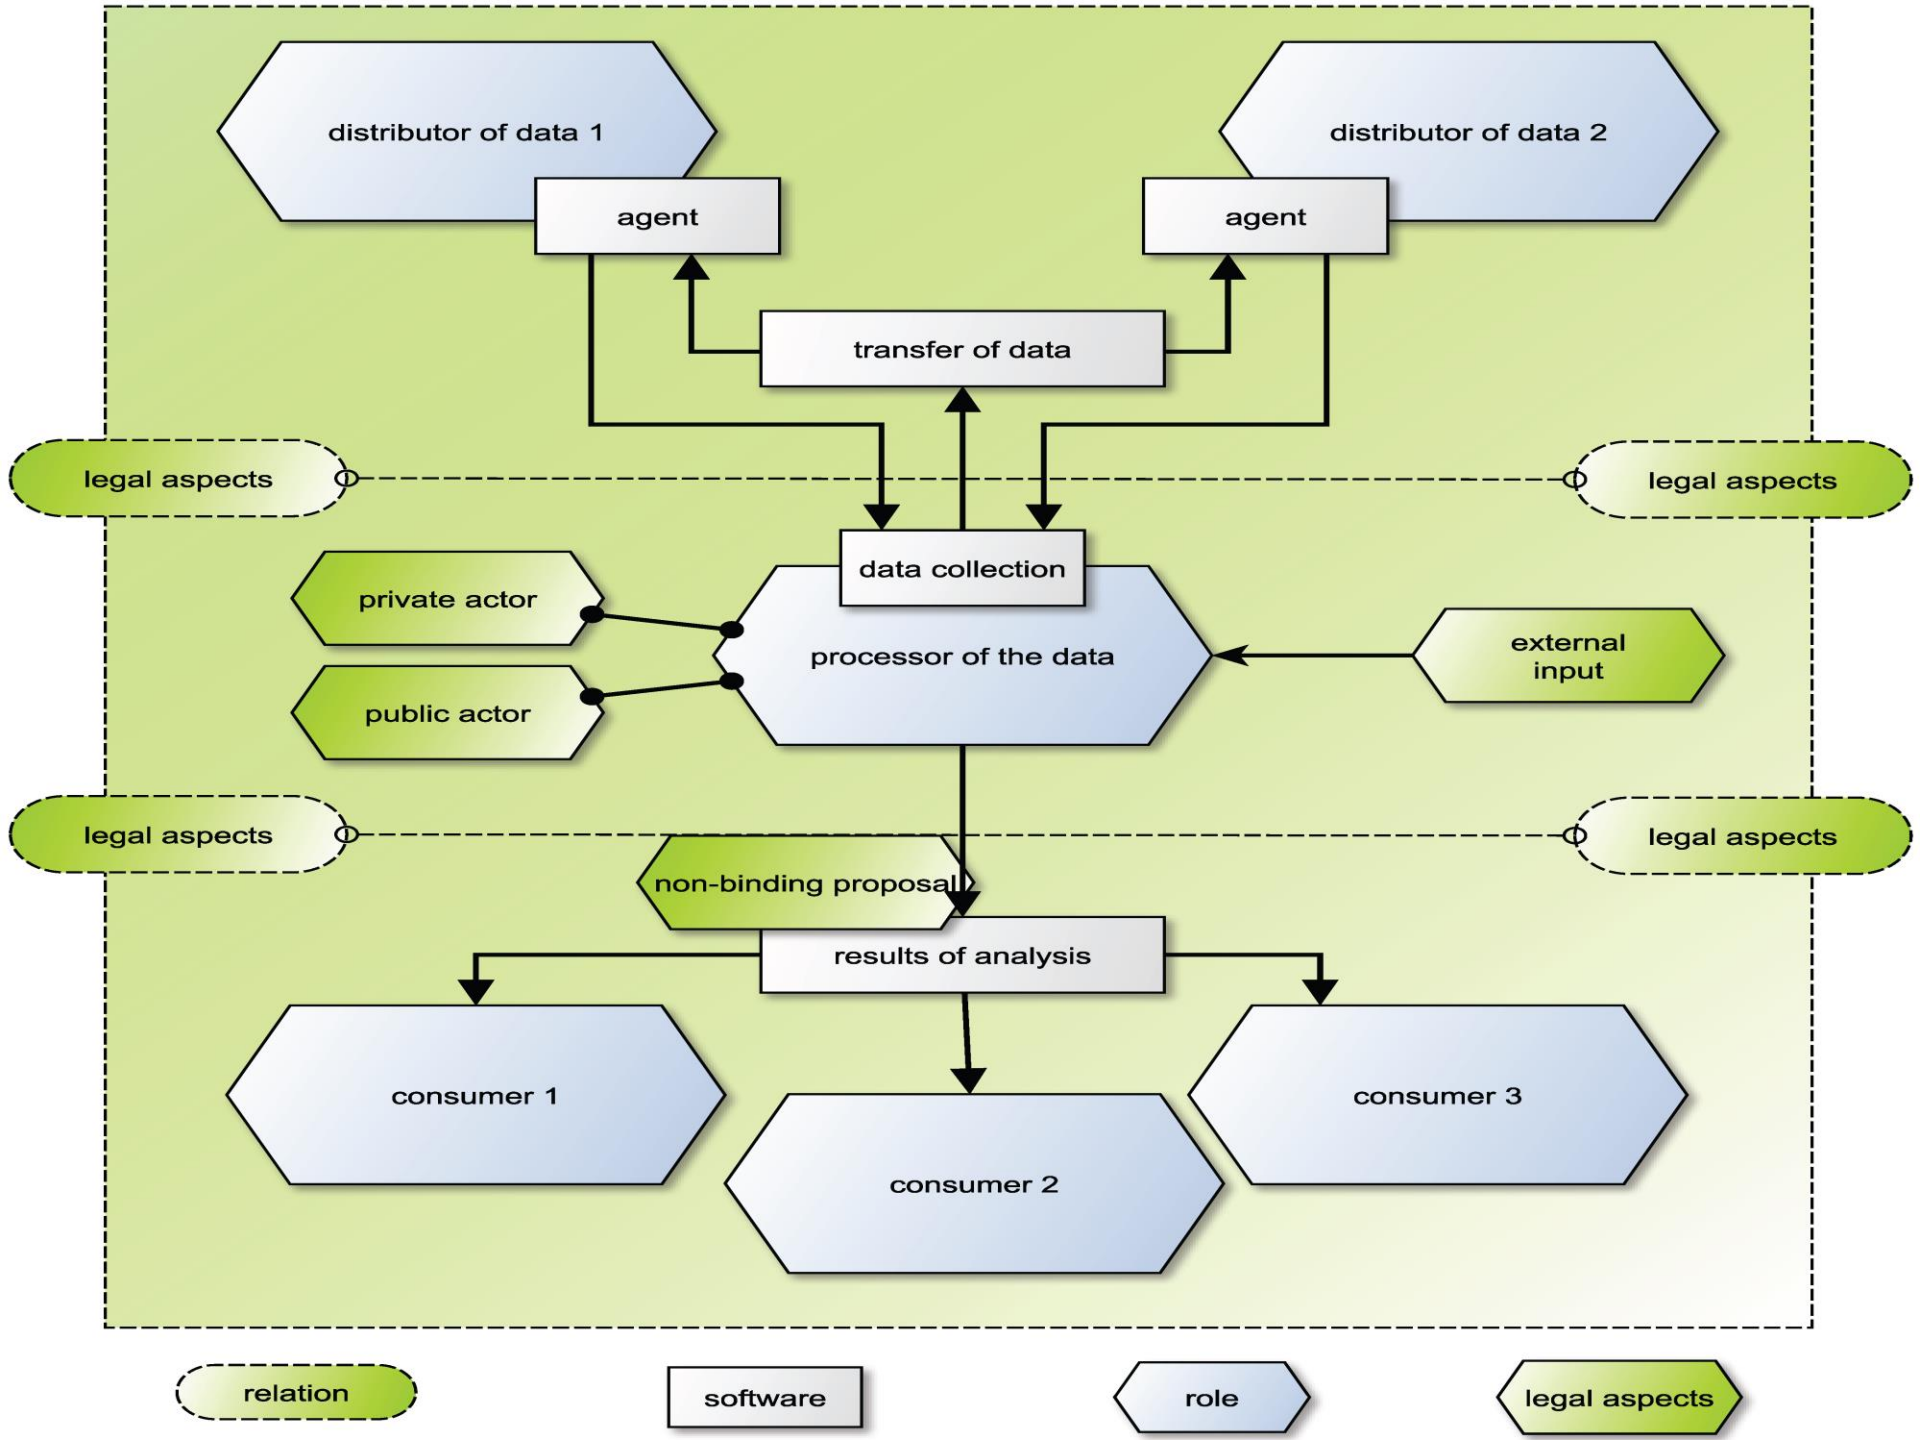 distributor of data 1
distributor of data 2
agent
agent
transfer of data
legal aspects
legal aspects
data collection
private actor
processor of the data
external
input
public actor
legal aspects
legal aspects
non-binding proposal
results of analysis
consumer 1
consumer 3
consumer 2
relation
software
role
legal aspects